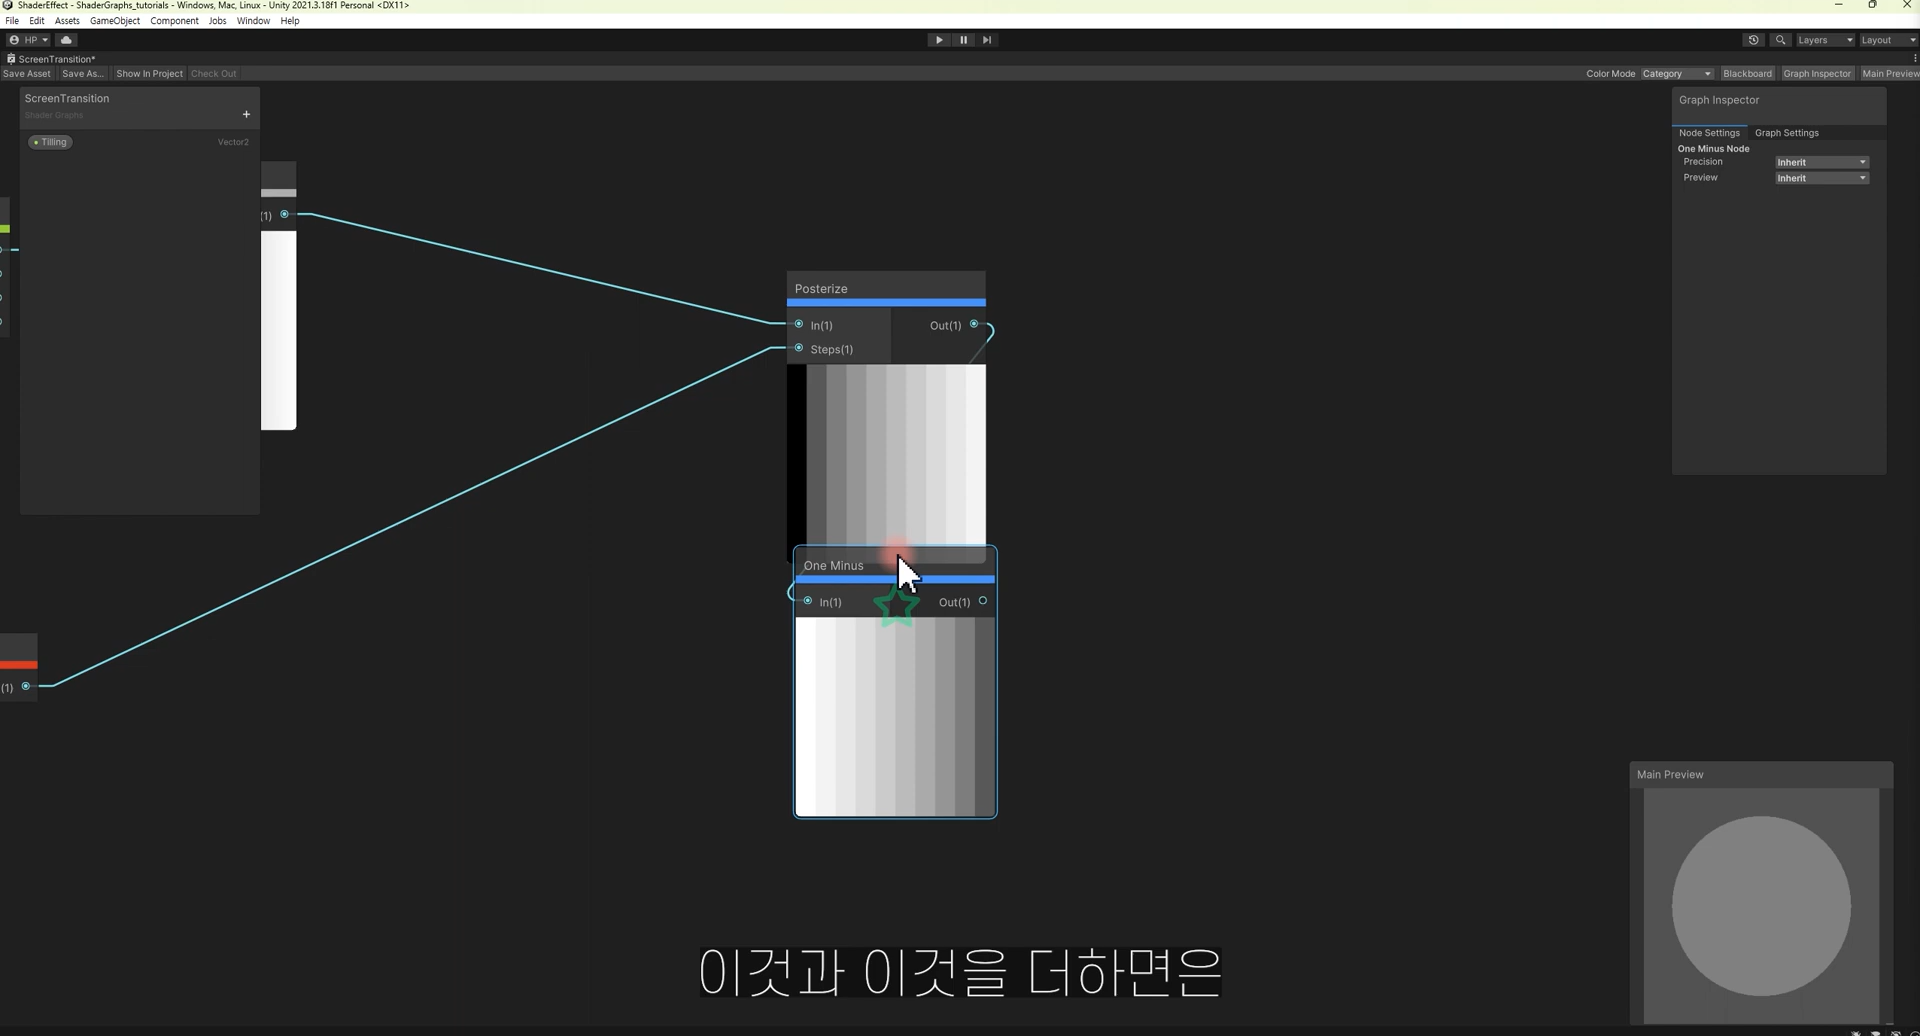 ShaderEffect - ShaderGraphs_tutorials - Windows, Mac, Linux - Unity 2021.3.18f1 Personal <DX11>
File Edit Assets GameObject Component Jobs Window Help
HP
Layers Layout
ScreenTransition*
Save Asset Save As... Show In Project Check Out Color Mode Category Blackboard Graph Inspector Main Preview
ScreenTransition
Shader Graphs
+
Tilling Vector2
(1)
Graph Inspector
Node Settings Graph Settings
One Minus Node
Precision Inherit
Preview Inherit
Posterize
In(1) Out(1)
Steps(1)
One Minus
In(1) Out(1)
(1)
Main Preview
이것과 이것을 더하면은